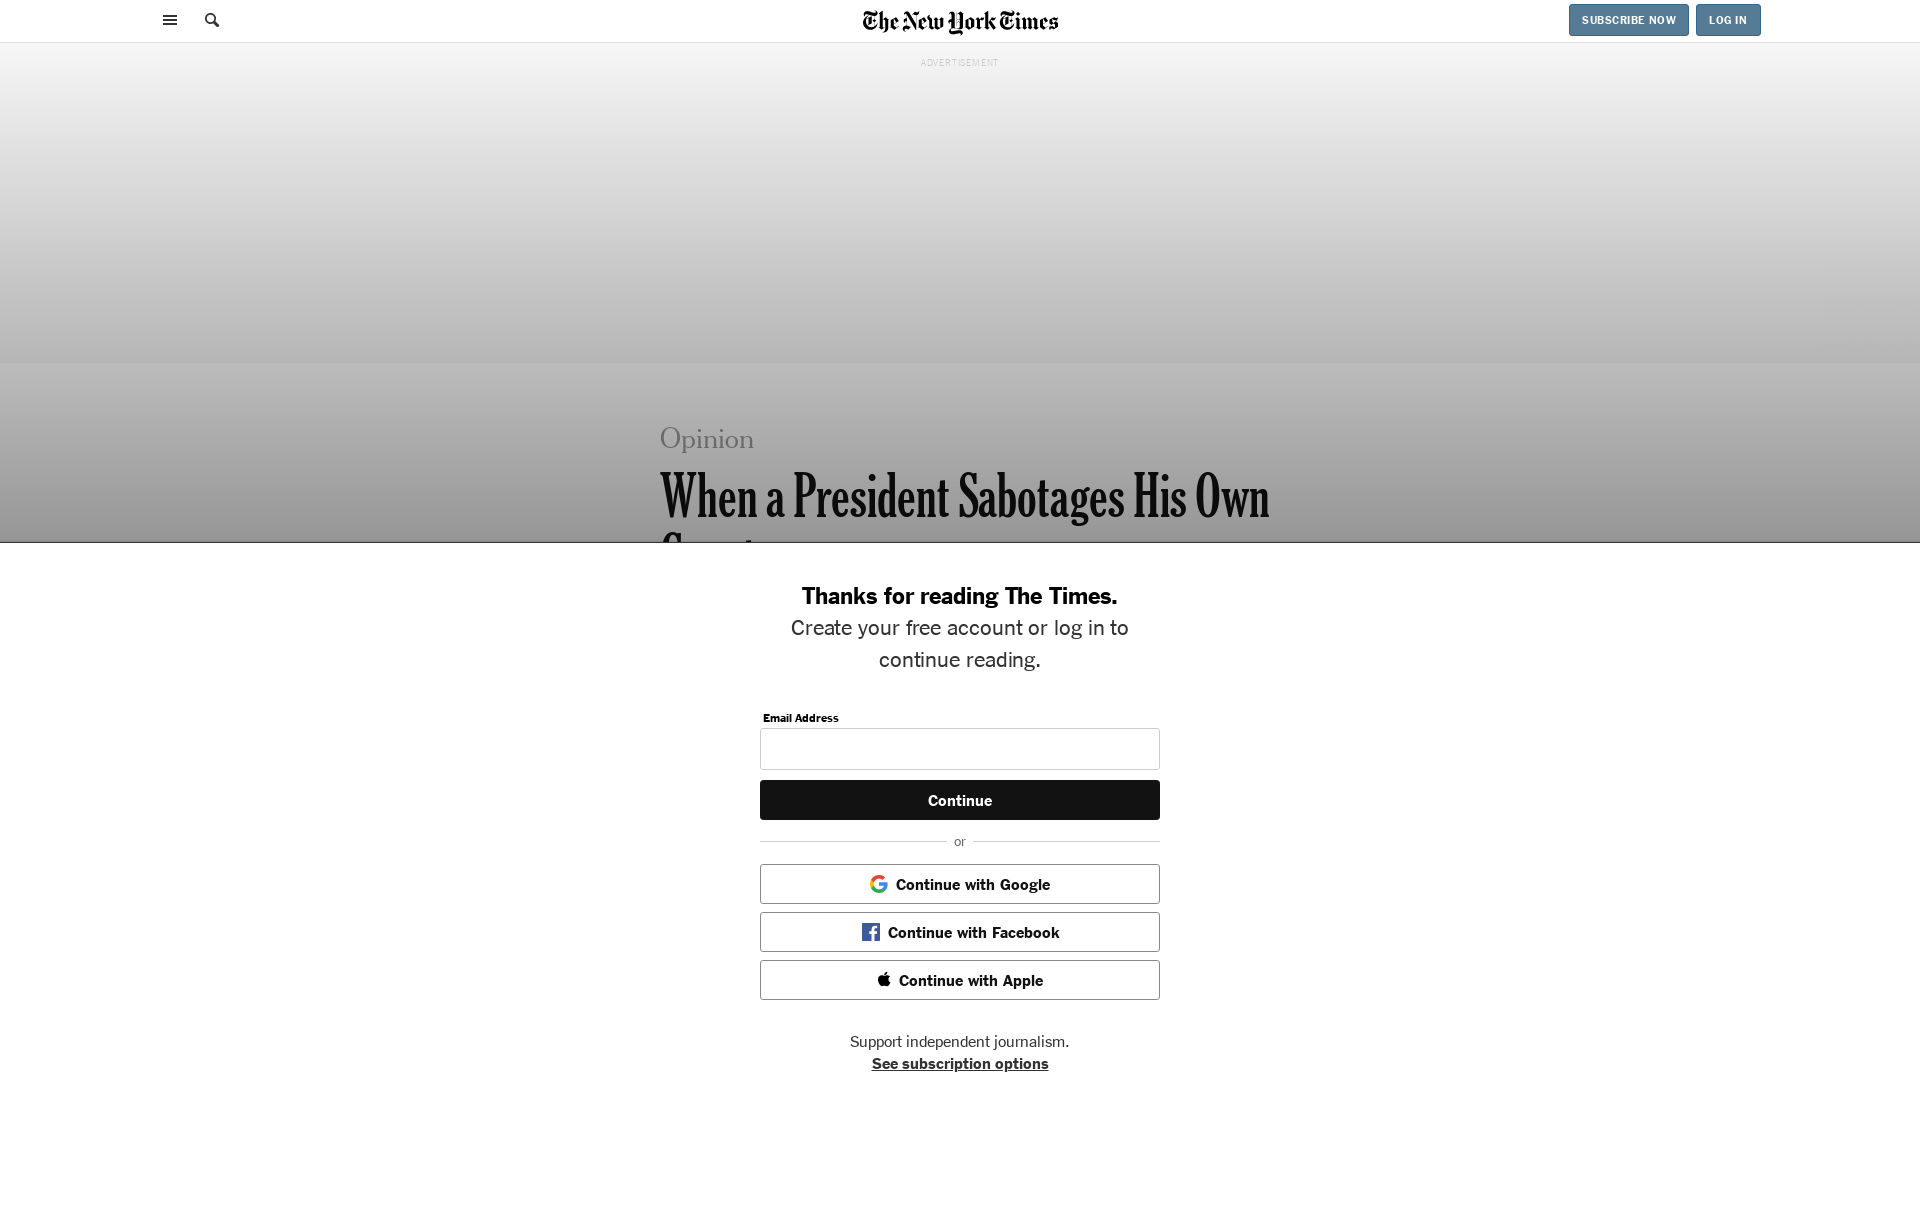 The New York Times
SUBSCRIBE NOW
LOG IN
ADVERTISEMENT
Opinion
When a President Sabotages His Own
Thanks for reading The Times.
Create your free account or log in to
continue reading.
Email Address
Continue
or
Continue with Google
Continue with Facebook
Continue with Apple
Support independent journalism.
See subscription options